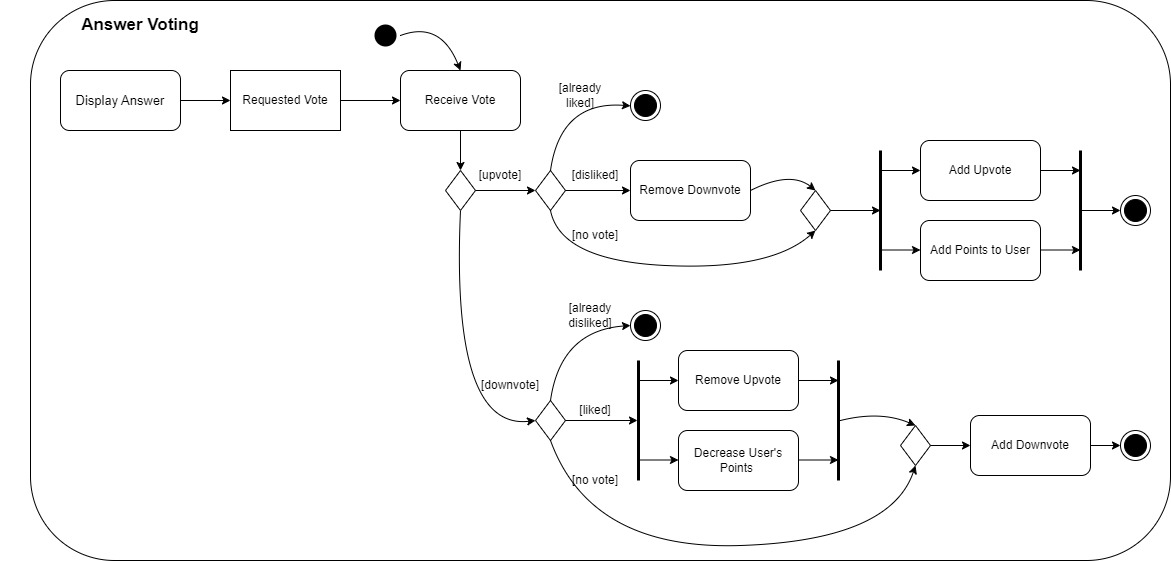 Answer Voting
Display Answer
Requested Vote
Receive Vote
[already
liked]
[upvote]
[disliked]
Remove Downvote
[no vote]
Add Upvote
Add Points to User
[already
disliked]
[downvote]
[liked]
Remove Upvote
Decrease User's
Points
[no vote]
Add Downvote